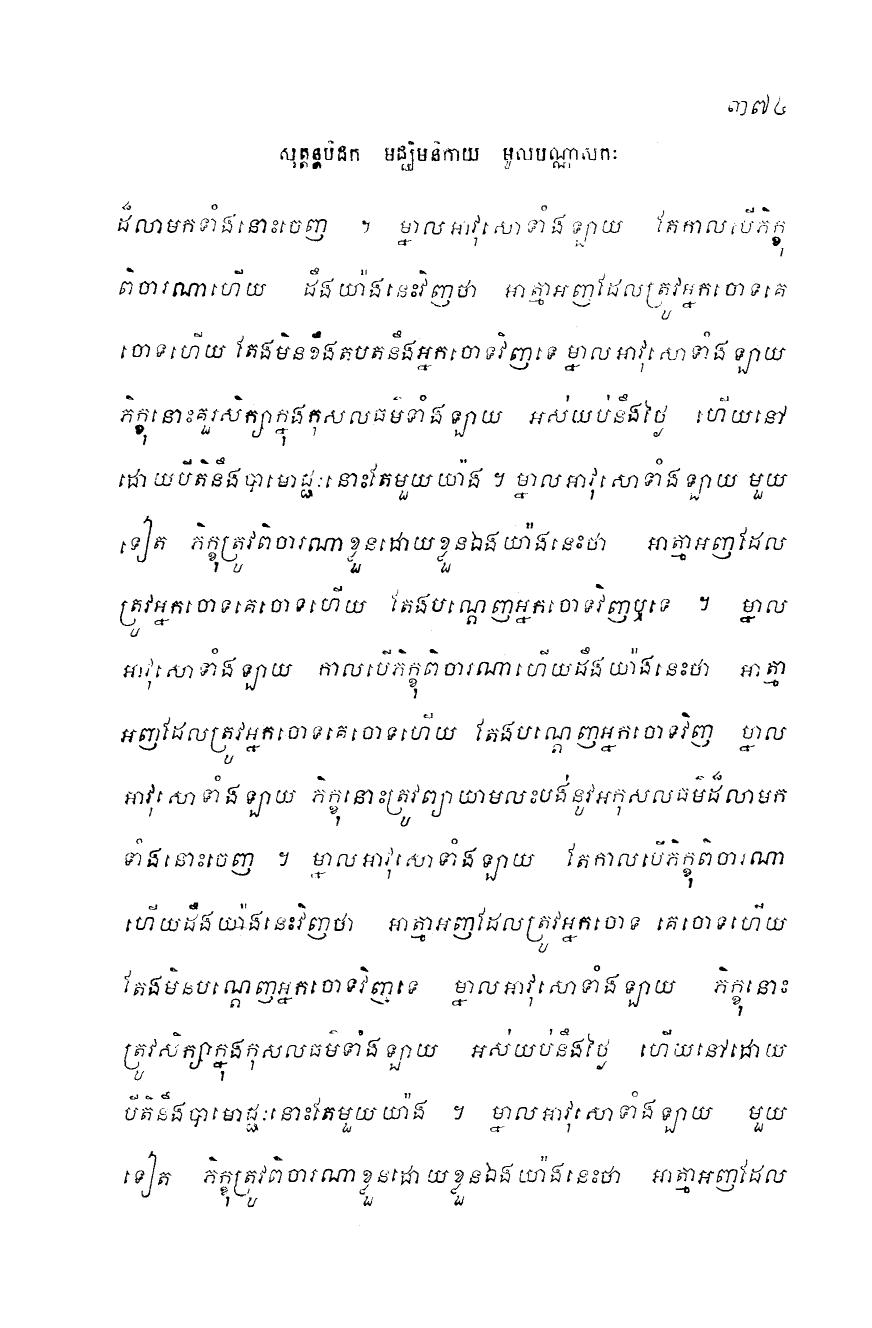 ៣៧៤
សុត្តន្តបិដក មជ្ឈិមនិកាយ មូលបណ្ណាសកៈ
ដ៏លាមកទាំងនោះចេញ ។ ម្នាលអាវុសោទាំងឡាយ តែកាលបើភិក្ខុ
ពិចារណាហើយ ដឹងយ៉ាងនេះវិញថា អាត្មាអញដែលត្រូវអ្នកចោទគេ
ចោទហើយ តែងមិនខឹងតបតនឹងអ្នកចោទវិញទេ ម្នាលអាវុសោទាំងឡាយ
ភិក្ខុនោះគួរសិក្សាក្នុងកុសលធម៌ទាំងឡាយ អស់យប់នឹងថ្ងៃ ហើយនៅ
ដោយបីតិនឹងបាមោជ្ជៈនោះតែមួយយ៉ាង ។ ម្នាលអាវុសោទាំងឡាយ មួយ
ទៀត ភិក្ខុត្រូវពិចារណាខ្លួនដោយខ្លួនឯងយ៉ាងនេះថា អាត្មាអញដែល
ត្រូវអ្នកចោទគេចោទហើយ តែងបណ្តេញអ្នកចោទវិញឬទេ ។ ម្នាល
អាវុសោទាំងឡាយ កាលបើភិក្ខុពិចារណាហើយដឹងយ៉ាងនេះថា អាត្មា
អញដែលត្រូវអ្នកចោទគេចោទហើយ តែងបណ្តេញអ្នកចោទវិញ ម្នាល
អាវុសោទាំងឡាយ ភិក្ខុនោះត្រូវព្យាយាមលះបង់នូវអកុសលធម៌ដ៏លាមក
ទាំងនោះចេញ ។ ម្នាលអាវុសោទាំងឡាយ តែកាលបើភិក្ខុពិចារណា
ហើយដឹងយ៉ាងនេះវិញថា អាត្មាអញដែលត្រូវអ្នកចោទ គេចោទហើយ
តែងមិនបណ្តេញអ្នកចោទវិញទេ ម្នាលអាវុសោទាំងឡាយ ភិក្ខុនោះ
ត្រូវសិក្សាក្នុងកុសលធម៌ទាំងឡាយ អស់យប់នឹងថ្ងៃ ហើយនៅដោយ
បីតិនឹងបាមោជ្ជៈនោះតែមួយយ៉ាង ។ ម្នាលអាវុសោទាំងឡាយ មួយ
ទៀត ភិក្ខុត្រូវពិចារណាខ្លួនដោយខ្លួនឯងយ៉ាងនេះថា អាត្មាអញដែល